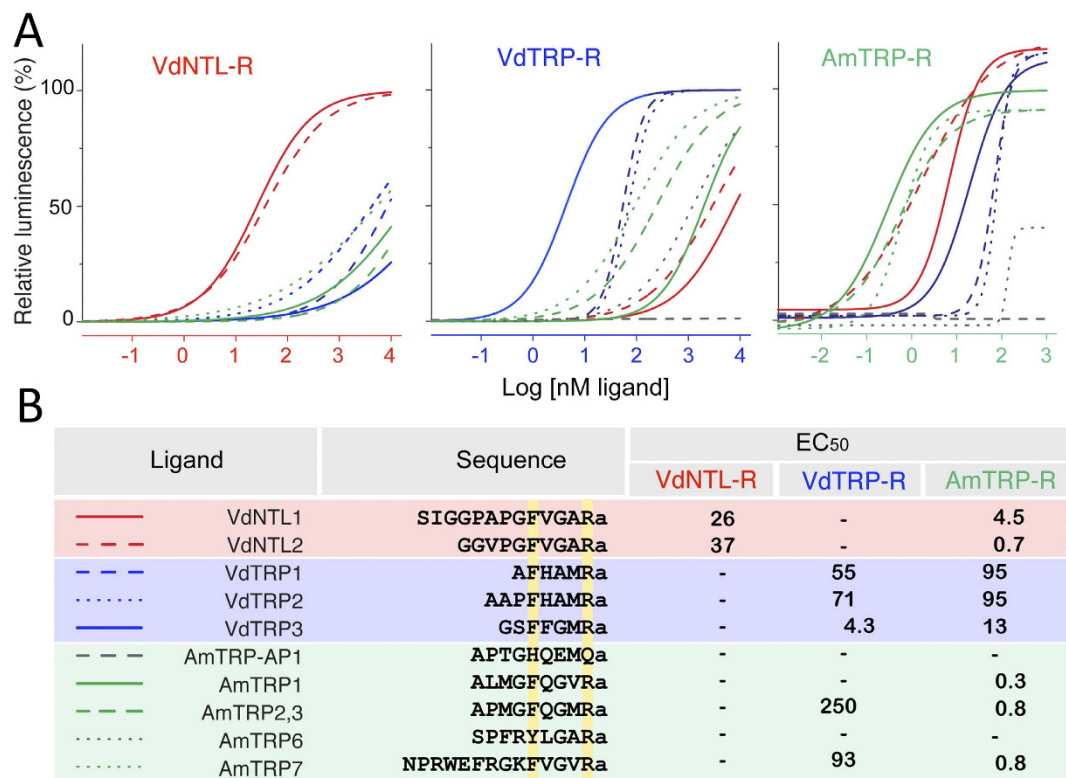 A
VdNTL-R VdTRP-R AmTRP-R
Relative luminescence (%)
100
50
0
-1 0 1 2 3 4
-1 0 1 2 3 4
-2 -1 0 1 2 3
Log [nM ligand]
B
Ligand Sequence EC50
VdNTL-R VdTRP-R AmTRP-R
VdNTL1 SIGGPAPGFVGARa 26 - 4.5
VdNTL2 GGVPGFVGARa 37 - 0.7
VdTRP1 AFHAMRa - 55 95
VdTRP2 AAPFHAMRa - 71 95
VdTRP3 GSFFGMRa - 4.3 13
AmTRP-AP1 APTGHQEMQa - - -
AmTRP1 ALMGFQGVRa - - 0.3
AmTRP2,3 APMGFQGMRa - 250 0.8
AmTRP6 SPFRYLGARa - - -
AmTRP7 NPRWEFRGKFVGVRa - 93 0.8